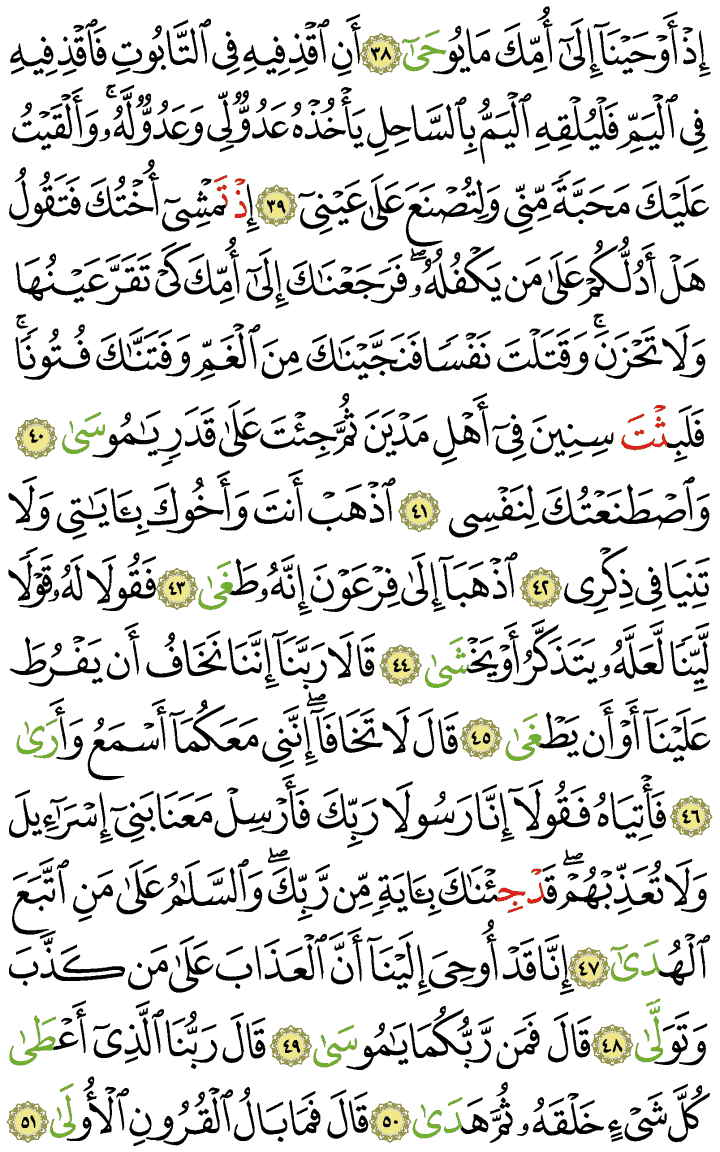 إِذْ أَوْحَيْنَآ إِلَىٰٓ أُمِّكَ مَا يُوحَىٰٓ ٣٨ أَنِ ٱقْذِفِيهِ فِي ٱلتَّابُوتِ فَٱقْذِفِيهِ
فِي ٱلْيَمِّ فَلْيُلْقِهِ ٱلْيَمُّ بِٱلسَّاحِلِ يَأْخُذْهُ عَدُوٌّ لِّي وَعَدُوٌّ لَّهُۥۚ وَأَلْقَيْتُ
عَلَيْكَ مَحَبَّةً مِّنِّي وَلِتُصْنَعَ عَلَىٰ عَيْنِيٓ ٣٩ إِذْ تَمْشِيٓ أُخْتُكَ فَتَقُولُ
هَلْ أَدُلُّكُمْ عَلَىٰ مَن يَكْفُلُهُۥۖ فَرَجَعْنَاكَ إِلَىٰٓ أُمِّكَ كَيْ تَقَرَّ عَيْنُهَا
وَلَا تَحْزَنَۚ وَقَتَلْتَ نَفْسًا فَنَجَّيْنَاكَ مِنَ ٱلْغَمِّ وَفَتَنَّاكَ فُتُونًاۚ
فَلَبِثْتَ سِنِينَ فِيٓ أَهْلِ مَدْيَنَ ثُمَّ جِئْتَ عَلَىٰ قَدَرٍ يَٰمُوسَىٰ ٤٠
وَٱصْطَنَعْتُكَ لِنَفْسِي ٤١ ٱذْهَبْ أَنتَ وَأَخُوكَ بِـَٔايَٰتِي وَلَا
تَنِيَا فِي ذِكْرِي ٤٢ ٱذْهَبَآ إِلَىٰ فِرْعَوْنَ إِنَّهُۥ طَغَىٰ ٤٣ فَقُولَا لَهُۥ قَوْلًا
لَّيِّنًا لَّعَلَّهُۥ يَتَذَكَّرُ أَوْ يَخْشَىٰ ٤٤ قَالَا رَبَّنَآ إِنَّنَا نَخَافُ أَن يَفْرُطَ
عَلَيْنَآ أَوْ أَن يَطْغَىٰ ٤٥ قَالَ لَا تَخَافَآۖ إِنَّنِي مَعَكُمَآ أَسْمَعُ وَأَرَىٰ
٤٦ فَأْتِيَاهُ فَقُولَآ إِنَّا رَسُولَا رَبِّكَ فَأَرْسِلْ مَعَنَا بَنِيٓ إِسْرَٰٓءِيلَ
وَلَا تُعَذِّبْهُمْۖ قَدْ جِئْنَٰكَ بِـَٔايَةٍ مِّن رَّبِّكَۖ وَٱلسَّلَٰمُ عَلَىٰ مَنِ ٱتَّبَعَ
ٱلْهُدَىٰٓ ٤٧ إِنَّا قَدْ أُوحِيَ إِلَيْنَآ أَنَّ ٱلْعَذَابَ عَلَىٰ مَن كَذَّبَ
وَتَوَلَّىٰ ٤٨ قَالَ فَمَن رَّبُّكُمَا يَٰمُوسَىٰ ٤٩ قَالَ رَبُّنَا ٱلَّذِيٓ أَعْطَىٰ
كُلَّ شَيْءٍ خَلْقَهُۥ ثُمَّ هَدَىٰ ٥٠ قَالَ فَمَا بَالُ ٱلْقُرُونِ ٱلْأُولَىٰ ٥١